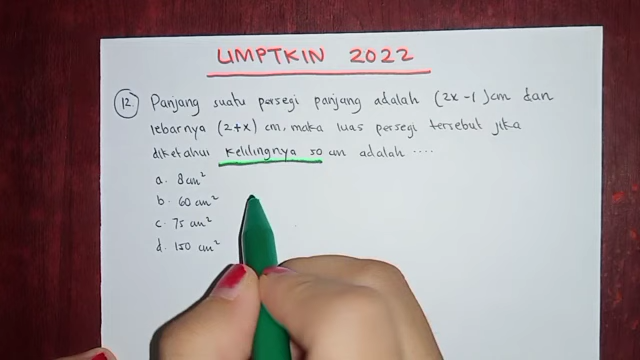 UMPTKIN 2022
12. Panjang suatu persegi panjang adalah (2x-1)cm dan
lebarnya (2+x) cm, maka luas persegi tersebut jika
diketahui Kelilingnya 50 cm adalah ....
a. 8 cm²
b. 60 cm²
c. 75 cm²
d. 150 cm²